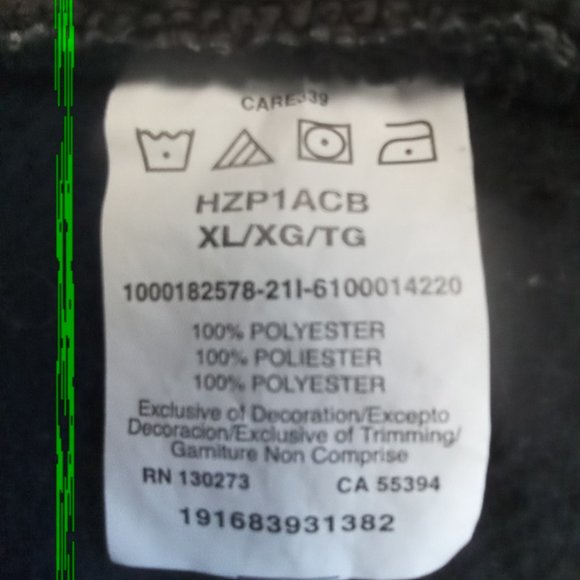 CARE339
HZP1ACB
XL/XG/TG
1000182578-21I-6100014220
100% POLYESTER
100% POLIESTER
100% POLYESTER
Exclusive of Decoration/Excepto
Decoracion/Exclusive of Trimming/
Garniture Non Comprise
RN 130273 CA 55394
191683931382